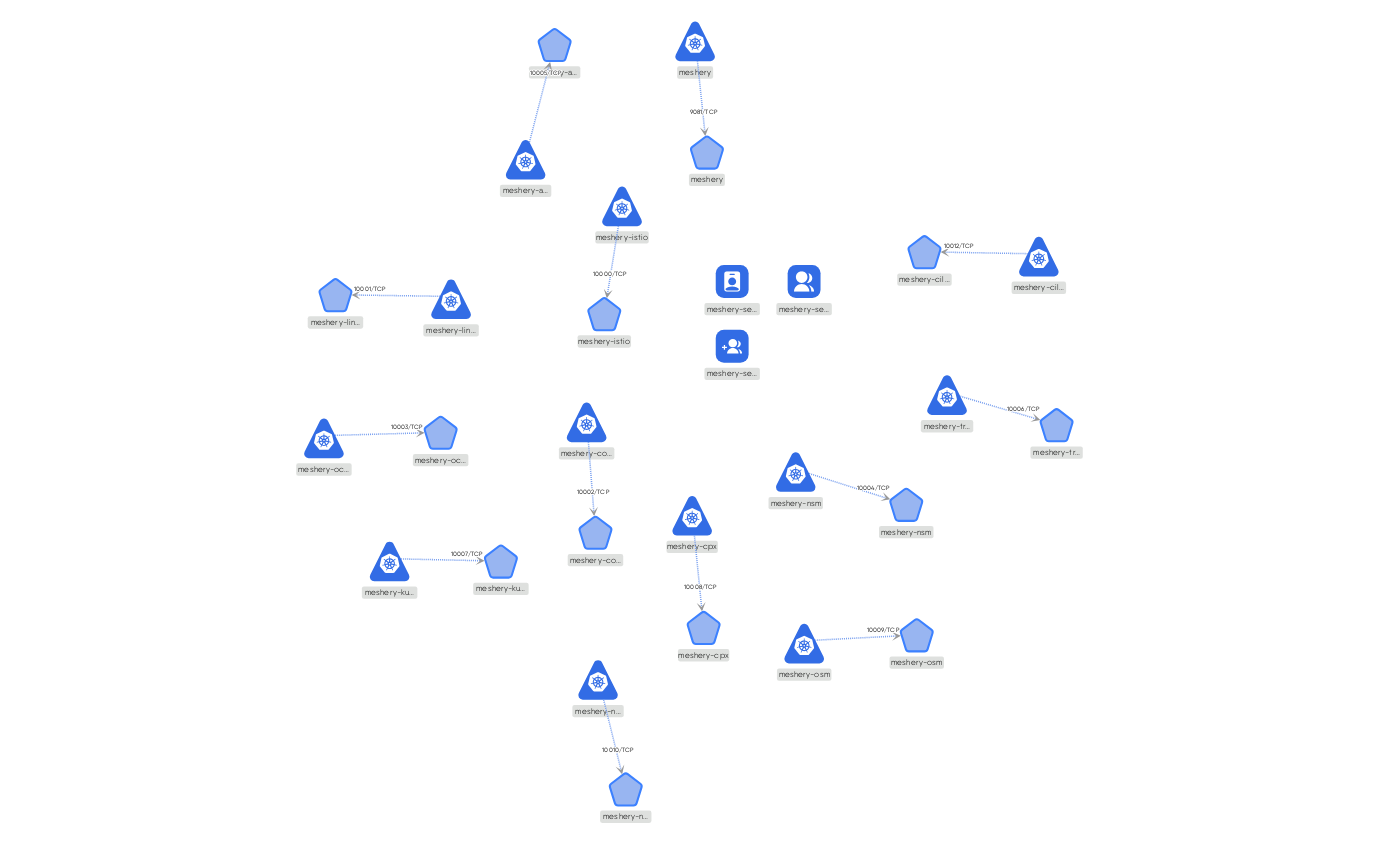 meshery
10005/TCP
y-a...
9081/TCP
meshery
meshery-a...
meshery-istio
10012/TCP
10000/TCP
meshery-cil...
meshery-cil...
10001/TCP
meshery-se...
meshery-se...
meshery-lin...
meshery-lin...
meshery-istio
meshery-se...
10006/TCP
meshery-tr...
10003/TCP
meshery-oc...
meshery-oc...
meshery-co...
meshery-tr...
10004/TCP
10002/TCP
meshery-nsm
meshery-nsm
meshery-cpx
10007/TCP
meshery-co...
meshery-ku...
meshery-ku...
10008/TCP
10009/TCP
meshery-cpx
meshery-osm
meshery-osm
meshery-n...
10010/TCP
meshery-n...